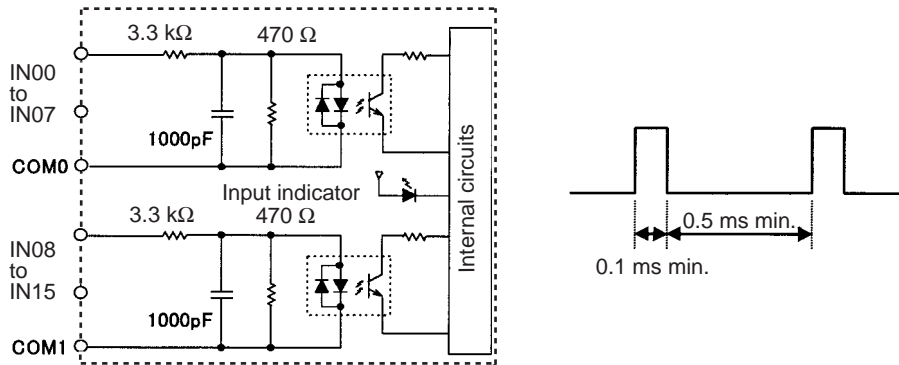 3.3 kΩ
470 Ω
IN00
to
IN07
1000pF
COM0
Input indicator
Internal circuits
3.3 kΩ
470 Ω
IN08
to
IN15
1000pF
COM1
0.5 ms min.
0.1 ms min.